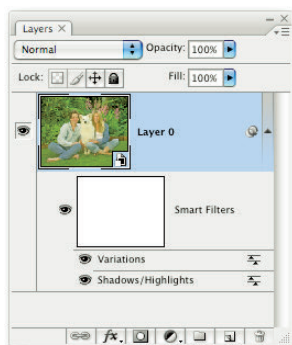 Layers ×
Normal Opacity: 100%
Lock: Fill: 100%
Layer 0
Smart Filters
Variations
Shadows/Highlights
fx.